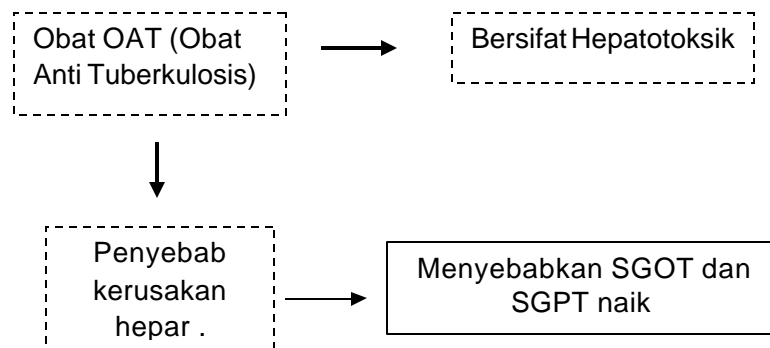 Obat OAT (Obat
Anti Tuberkulosis)
Bersifat Hepatotoksik
Penyebab
kerusakan
hepar .
Menyebabkan SGOT dan
SGPT naik